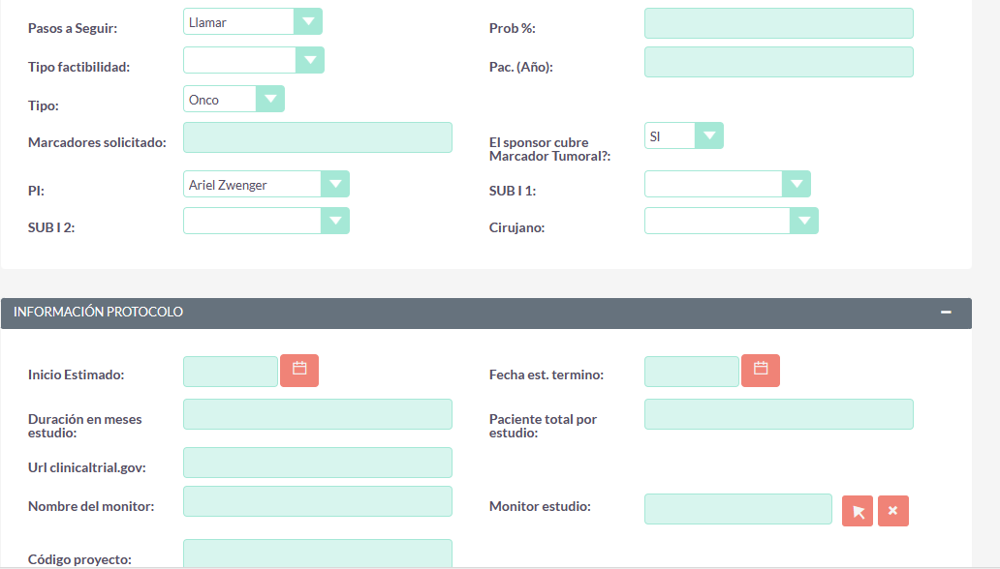 Pasos a Seguir: Llamar Prob %:
Tipo factibilidad: Pac. (Año):
Tipo: Onco
Marcadores solicitado: El sponsor cubre SI
Marcador Tumoral?:
PI: Ariel Zwenger SUB I 1:
SUB I 2: Cirujano:
INFORMACIÓN PROTOCOLO
Inicio Estimado: Fecha est. termino:
Duración en meses Paciente total por
estudio: estudio:
Url clinicaltrial.gov:
Nombre del monitor: Monitor estudio:
Código proyecto: